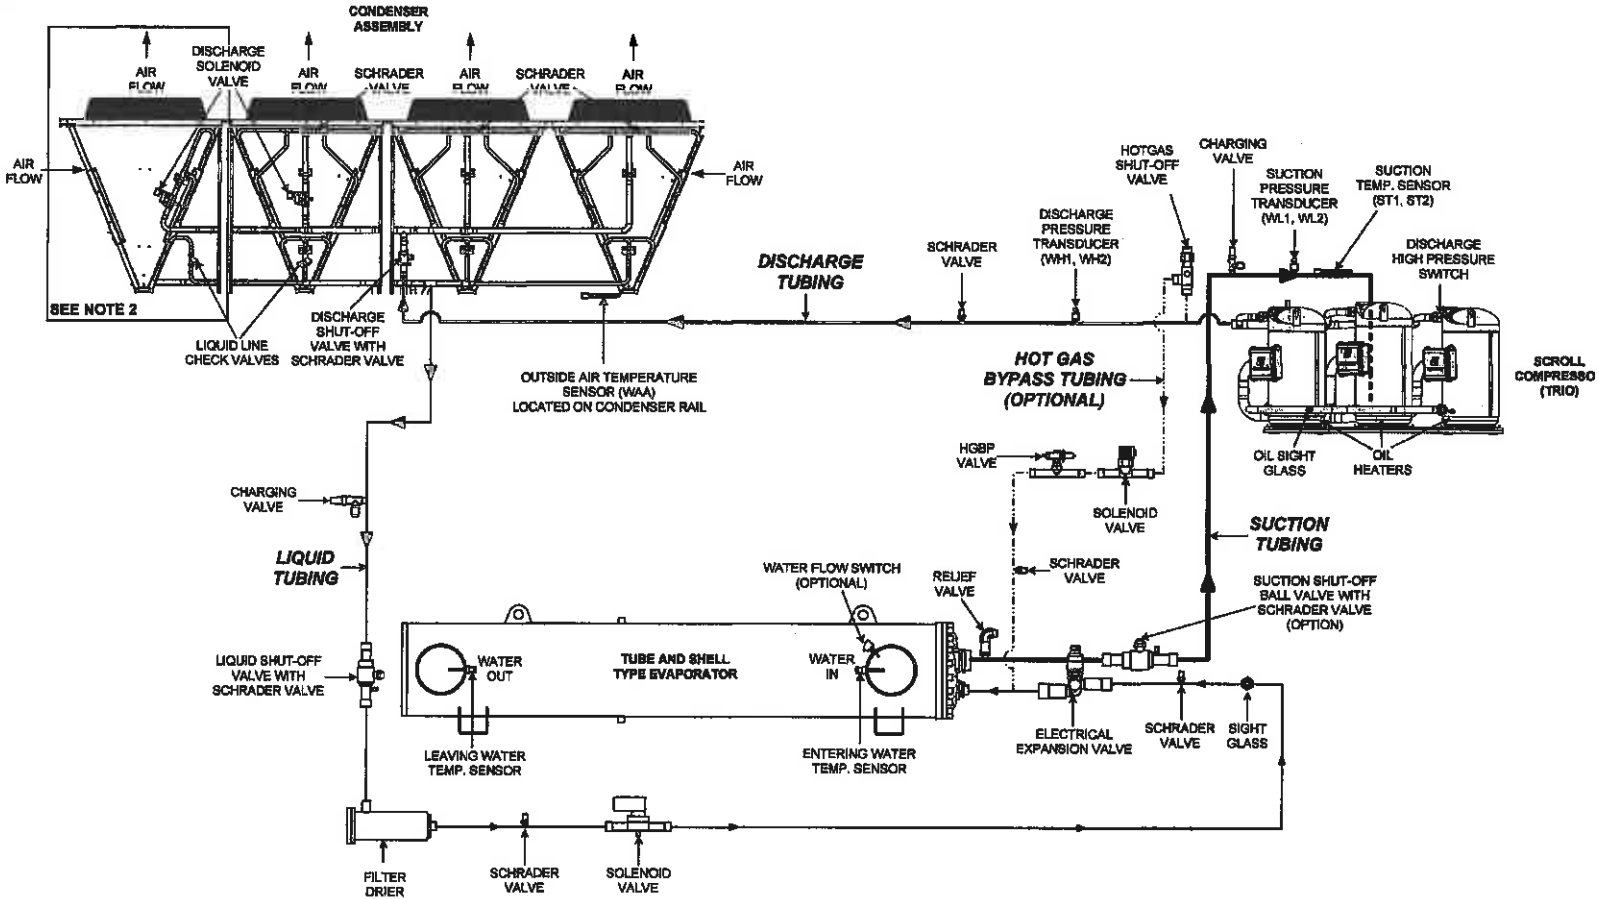 CONDENSER
ASSEMBLY
DISCHARGE
SOLENOID
VALVE
AIR
FLOW
AIR
FLOW
SCHRADER
VALVE
AIR
FLOW
SCHRADER
VALVE
AIR
FLOW
AIR
FLOW
AIR
FLOW
SEE NOTE 2
LIQUID LINE
CHECK VALVES
DISCHARGE
SHUT-OFF
VALVE WITH
SCHRADER VALVE
OUTSIDE AIR TEMPERATURE
SENSOR (WAA)
LOCATED ON CONDENSER RAIL
DISCHARGE
TUBING
SCHRADER
VALVE
DISCHARGE
PRESSURE
TRANSDUCER
(WH1, WH2)
HOTGAS
SHUT-OFF
VALVE
CHARGING
VALVE
SUCTION
PRESSURE
TRANSDUCER
(WL1, WL2)
SUCTION
TEMP. SENSOR
(ST1, ST2)
DISCHARGE
HIGH PRESSURE
SWITCH
SCROLL
COMPRESSO
(TRIO)
HOT GAS
BYPASS TUBING
(OPTIONAL)
OIL SIGHT
GLASS
OIL
HEATERS
HGBP
VALVE
SOLENOID
VALVE
SUCTION
TUBING
CHARGING
VALVE
LIQUID
TUBING
WATER FLOW SWITCH
(OPTIONAL)
RELIEF
VALVE
SCHRADER
VALVE
SUCTION SHUT-OFF
BALL VALVE WITH
SCHRADER VALVE
(OPTION)
LIQUID SHUT-OFF
VALVE WITH
SCHRADER VALVE
WATER
OUT
TUBE AND SHELL
TYPE EVAPORATOR
WATER
IN
LEAVING WATER
TEMP. SENSOR
ENTERING WATER
TEMP. SENSOR
ELECTRICAL
EXPANSION VALVE
SCHRADER
VALVE
SIGHT
GLASS
FILTER
DRIER
SCHRADER
VALVE
SOLENOID
VALVE